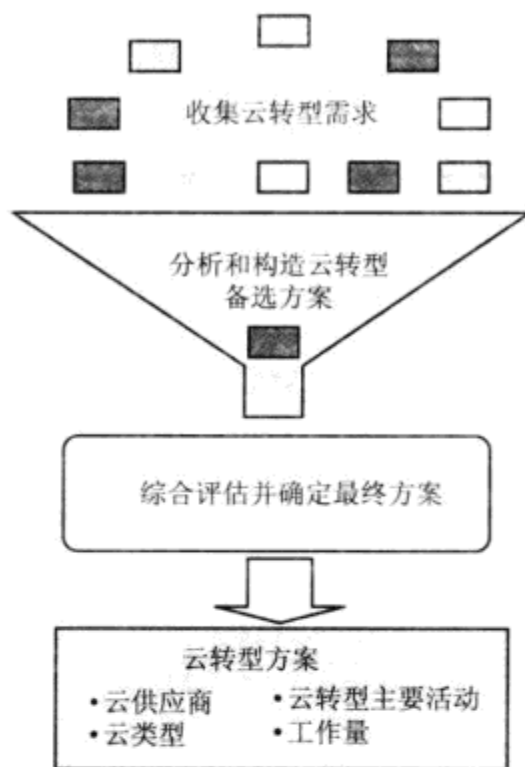 收集云转型需求
分析和构造云转型
备选方案
综合评估并确定最终方案
云转型方案
•云供应商 •云转型主要活动
•云类型 •工作量